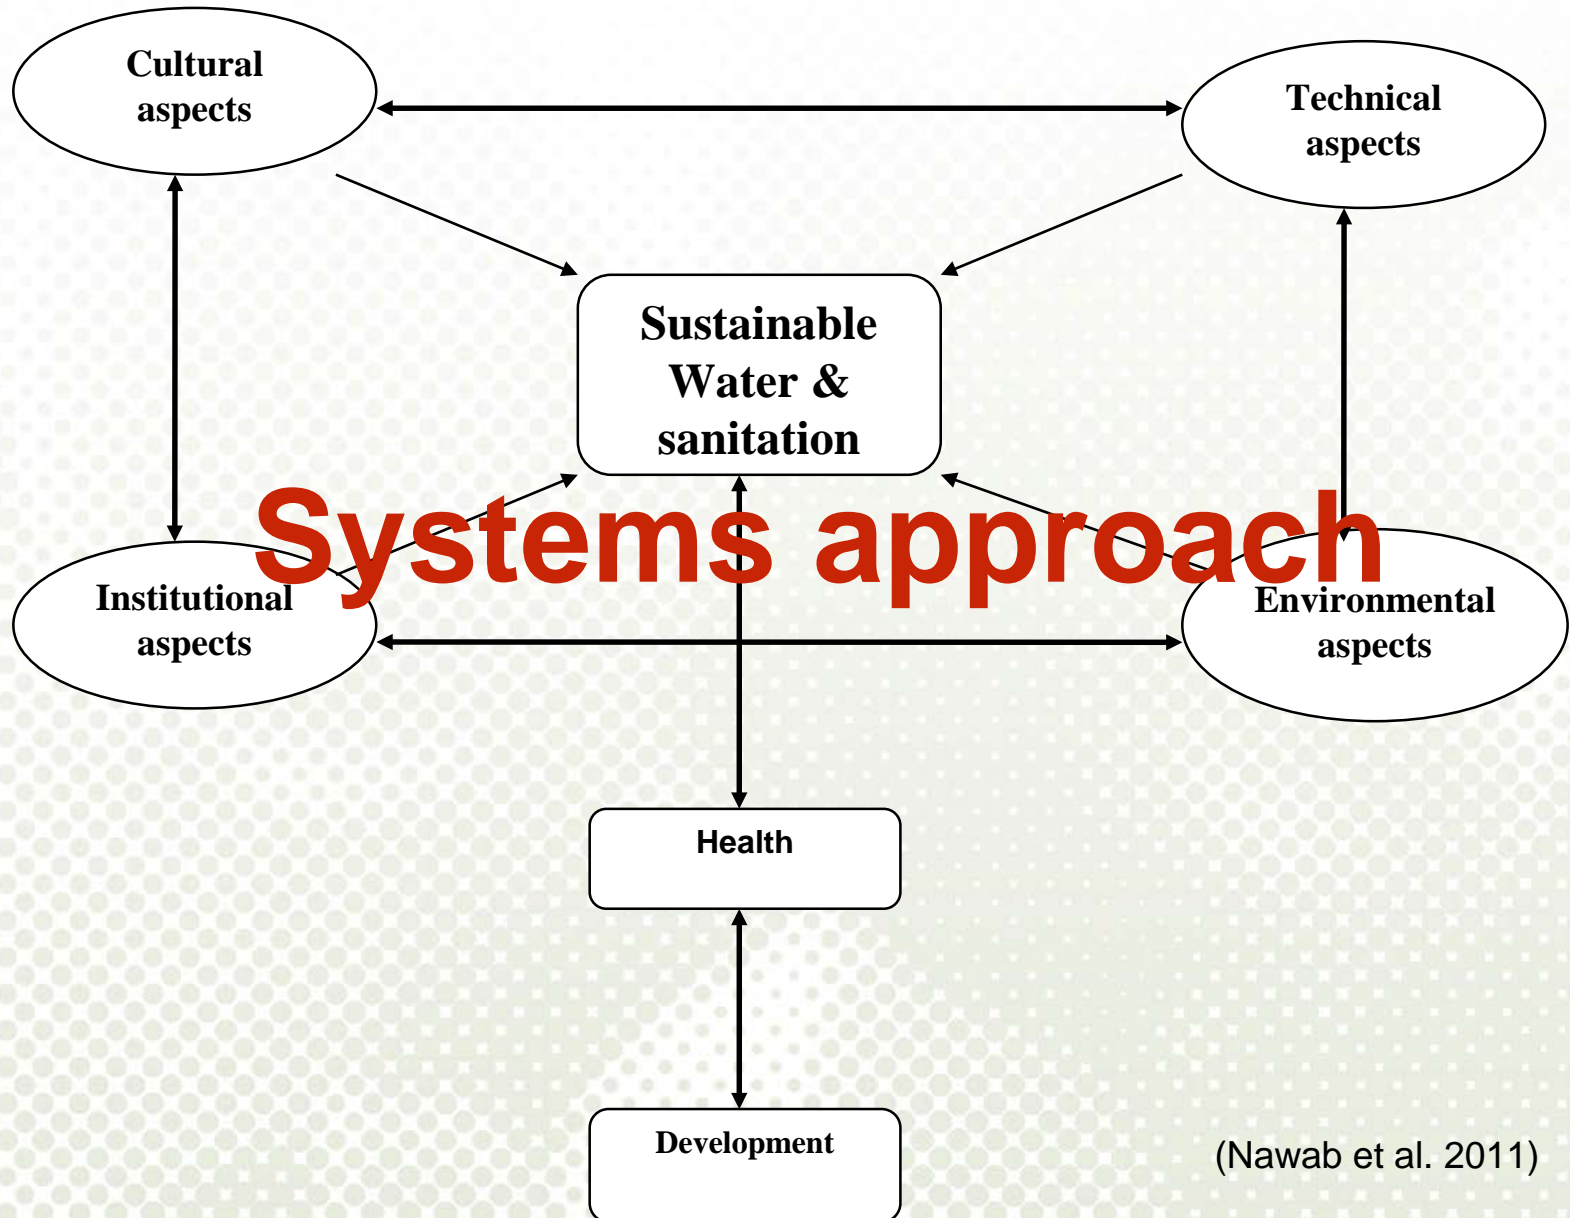 Cultural
aspects
Technical
aspects
Sustainable
Water &
sanitation
Systems approach
Institutional
aspects
Environmental
aspects
Health
Development
(Nawab et al. 2011)